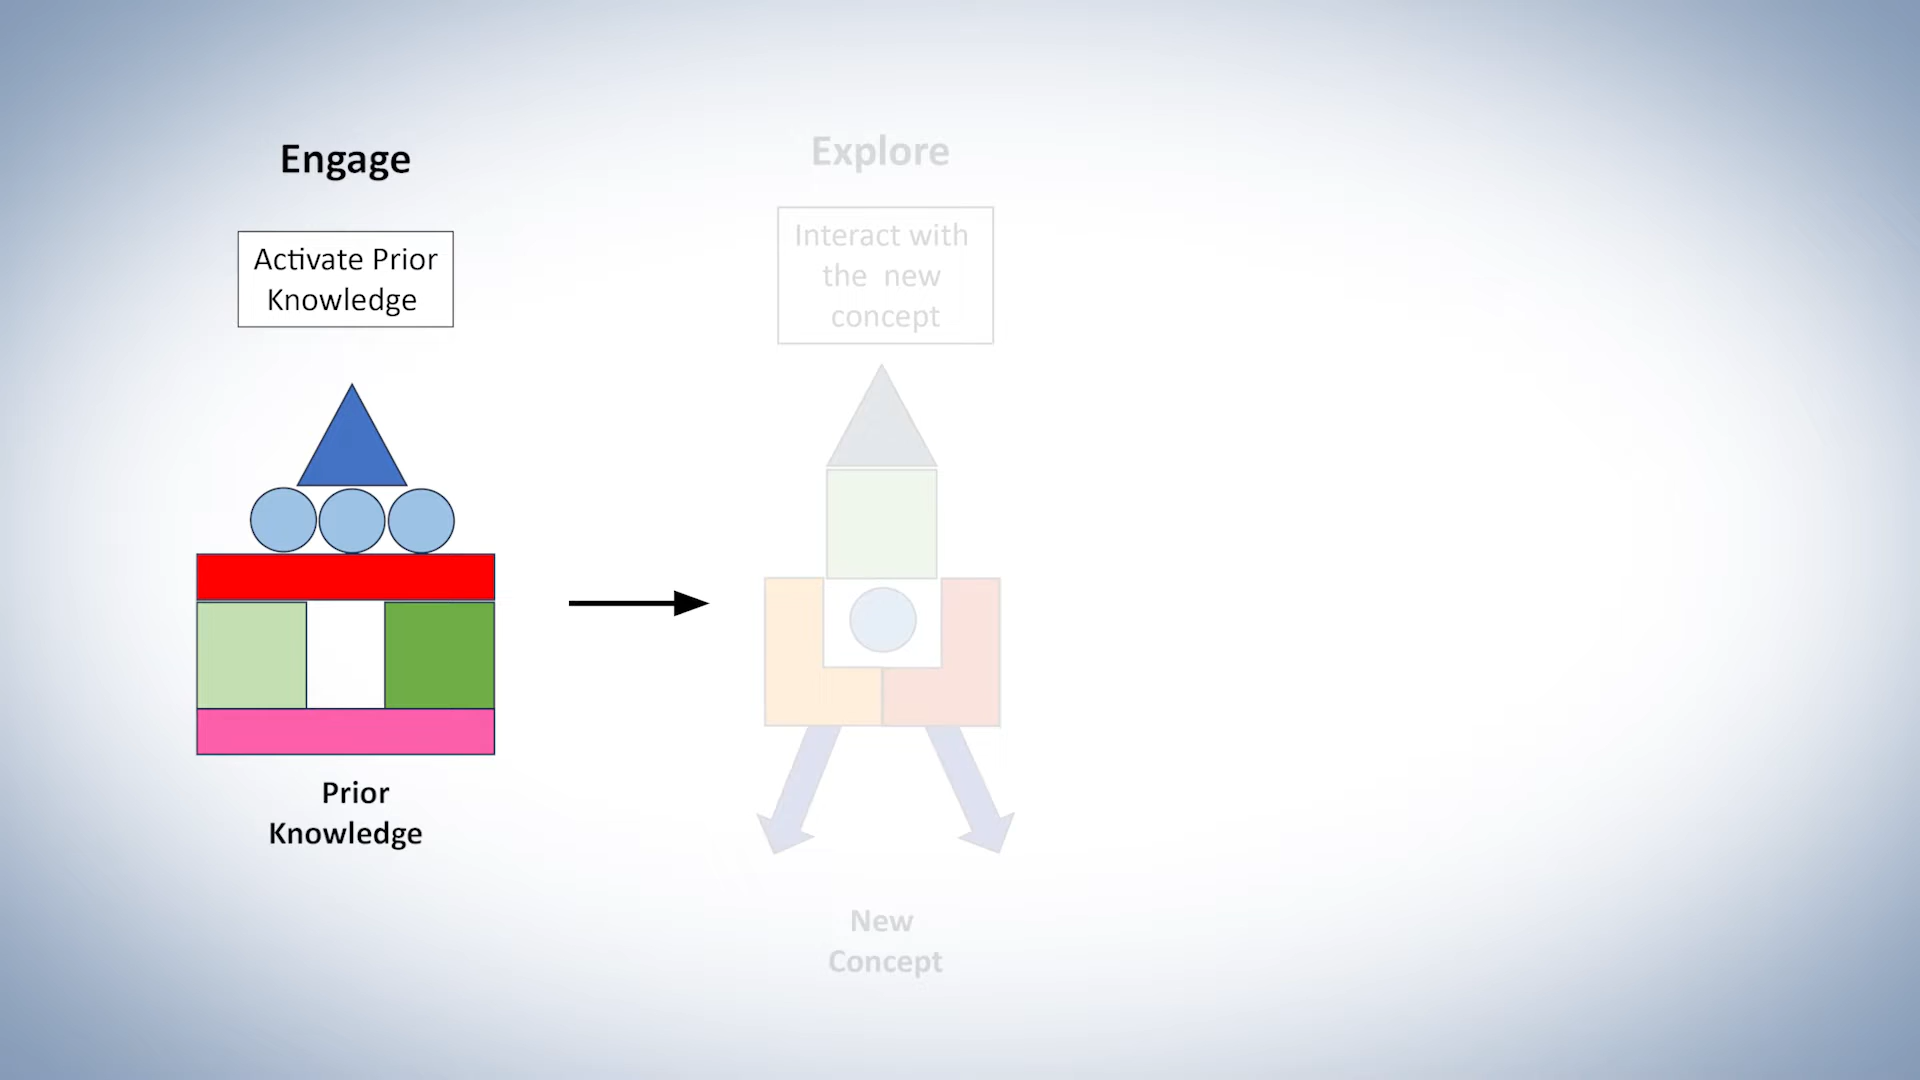 Engage
Activate Prior
Knowledge
Prior
Knowledge
Explore
Interact with
the new
concept
New
Concept